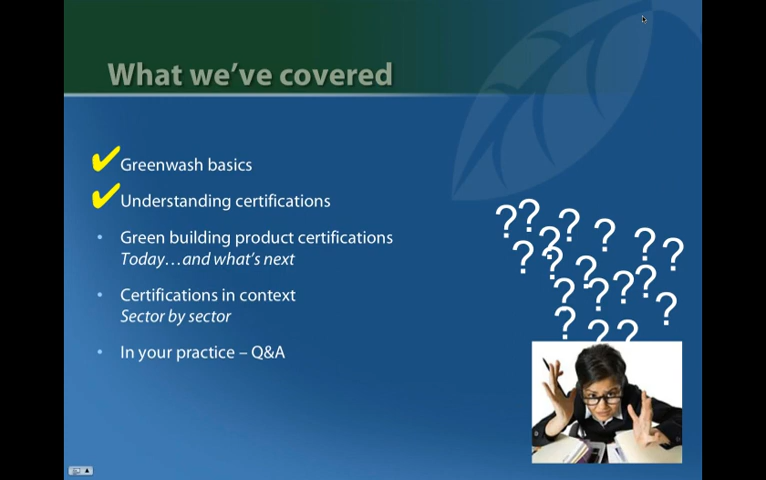 What we've covered
✔ Greenwash basics
✔ Understanding certifications
• Green building product certifications
Today…and what's next
• Certifications in context
Sector by sector
• In your practice – Q&A
? ? ? ? ? ? ? ? ? ? ? ? ? ? ? ? ? ?